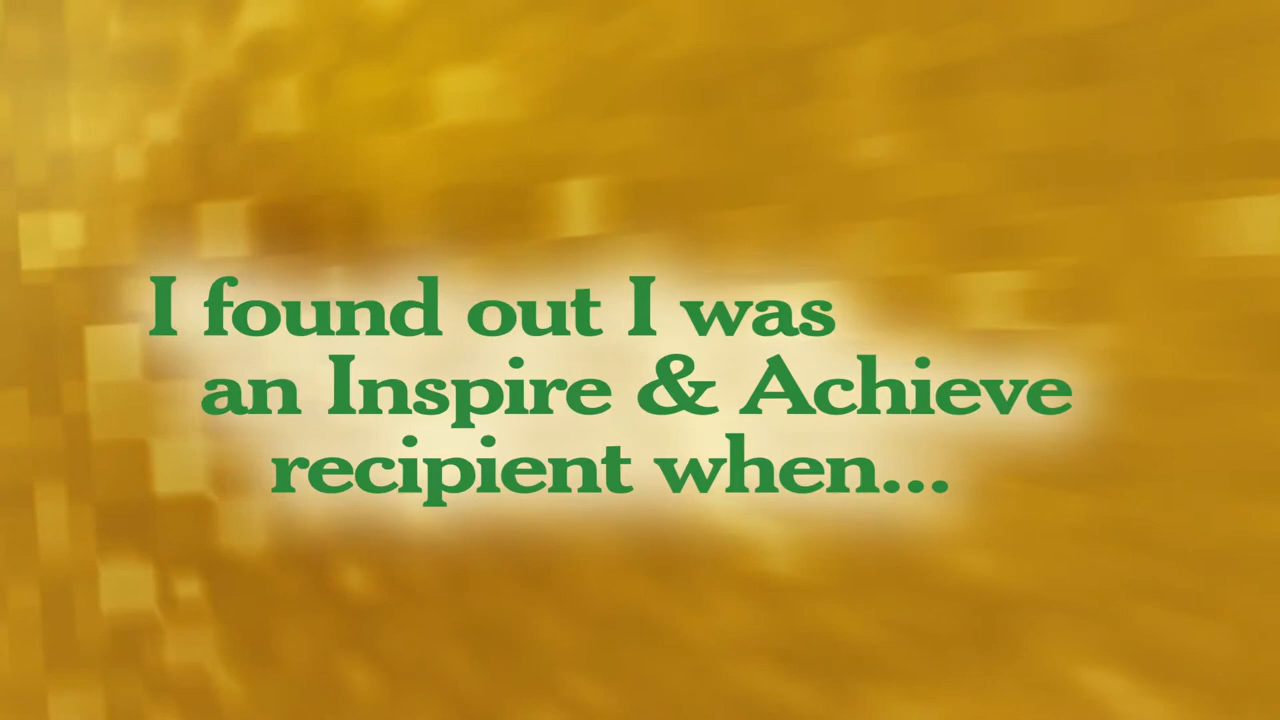 I found out I was
an Inspire & Achieve
recipient when...